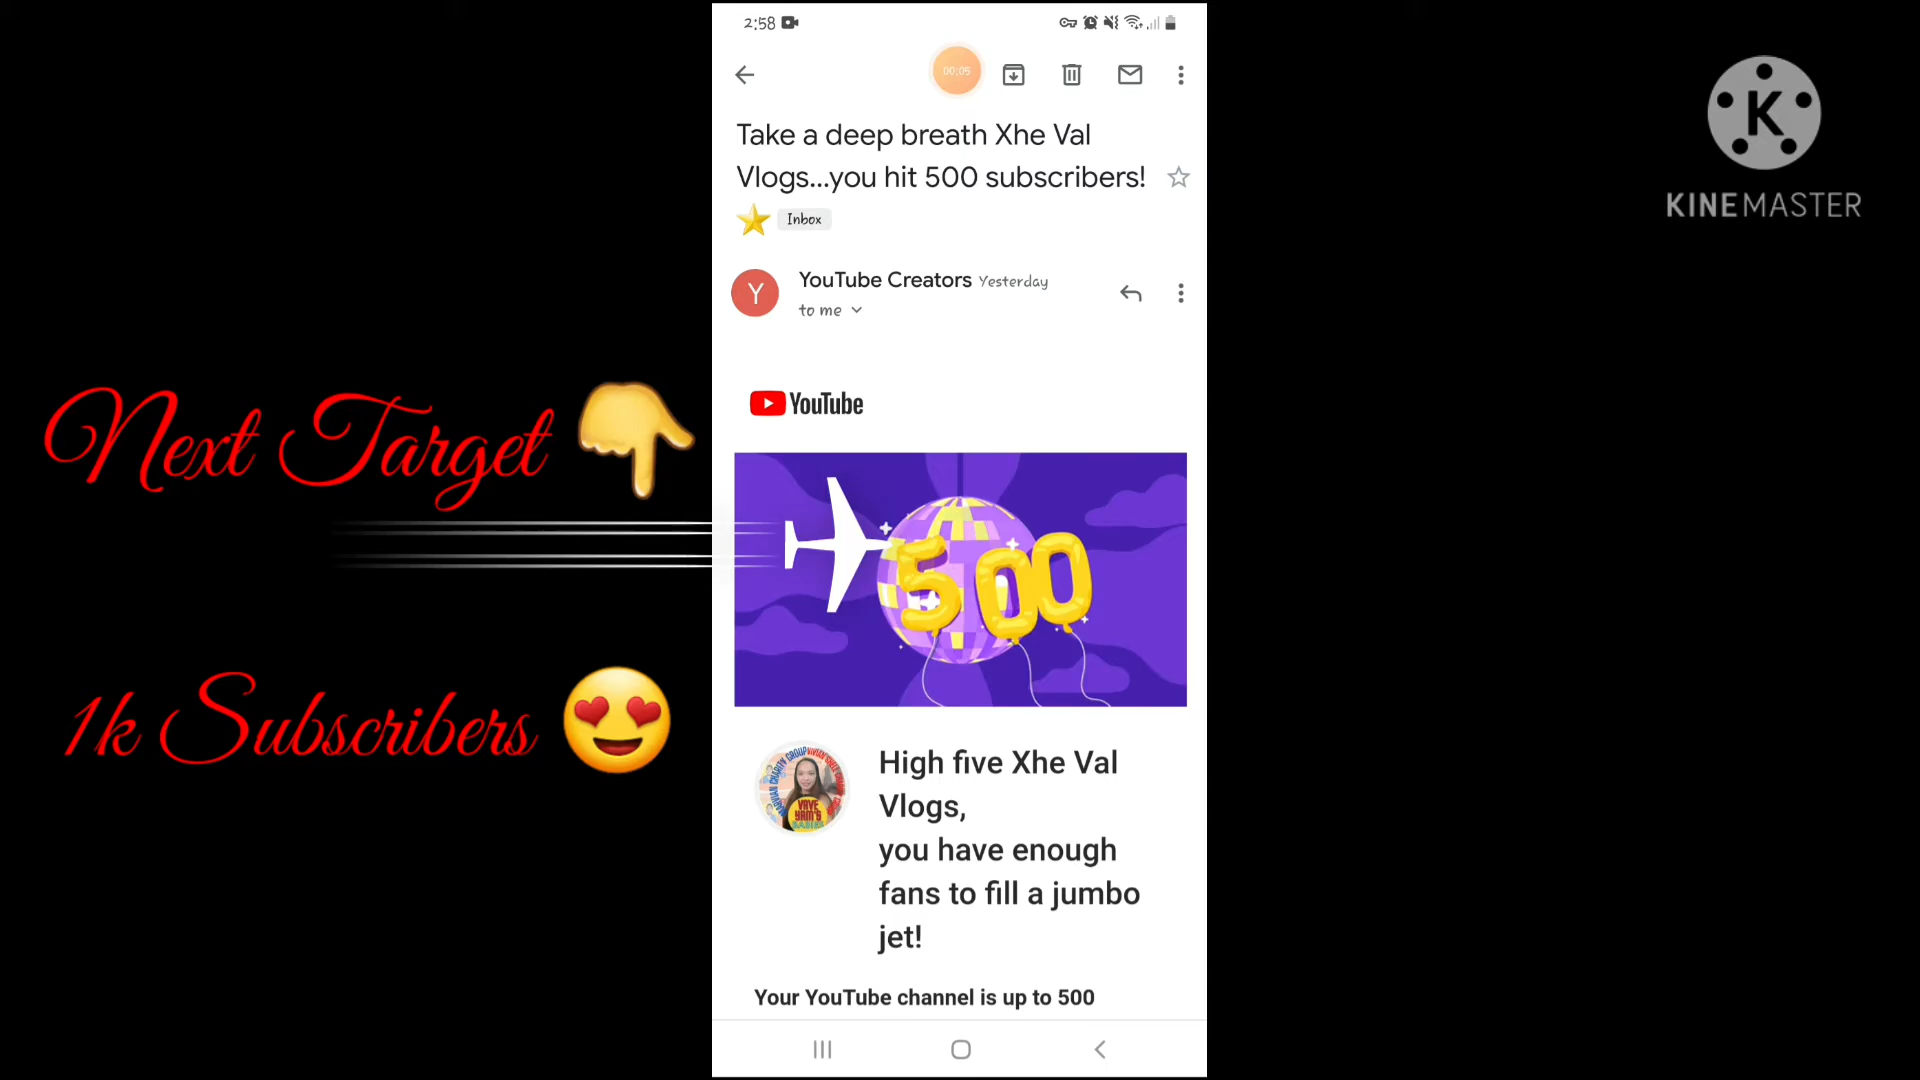 2:58
00:05
Take a deep breath Xhe Val
Vlogs...you hit 500 subscribers!
Inbox
Y
YouTube Creators Yesterday
to me
YouTube
500
High five Xhe Val
Vlogs,
you have enough
fans to fill a jumbo
jet!
Your YouTube channel is up to 500
Next Target
1k Subscribers
K
KINEMASTER